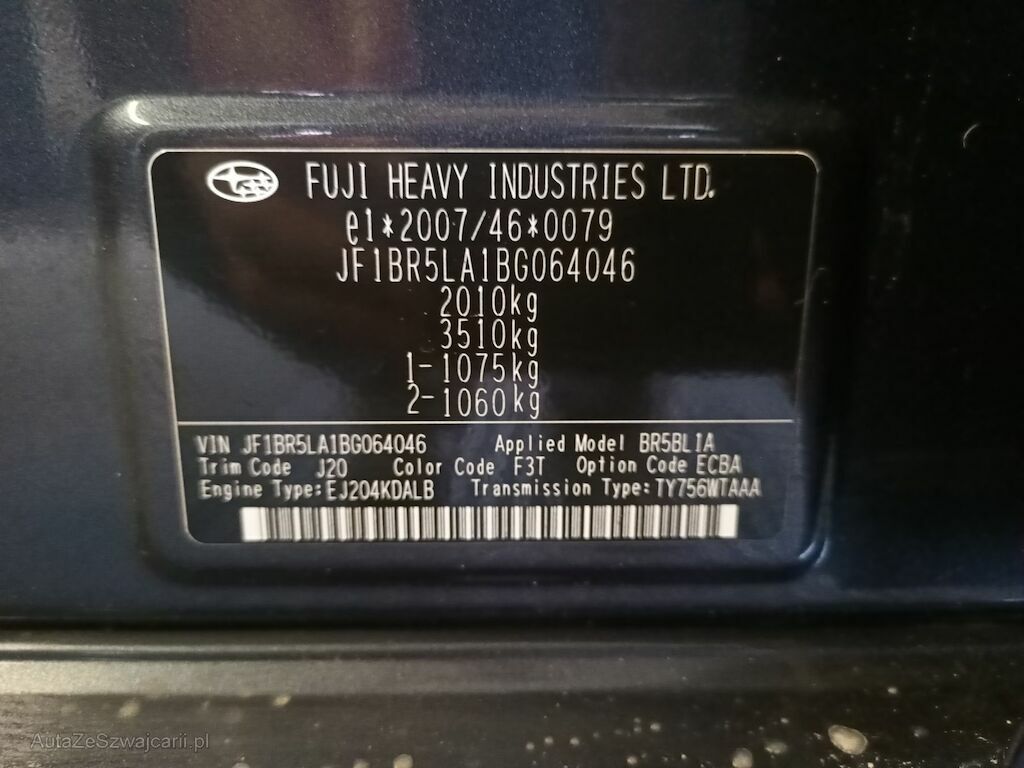 FUJI HEAVY INDUSTRIES LTD.
e1*2007/46*0079
JF1BR5LA1BG064046
2010kg
3510kg
1-1075kg
2-1060kg
VIN JF1BR5LA1BG064046 Applied Model BR5BL1A
Trim Code J20 Color Code F3T Option Code ECBA
Engine Type:EJ204KDALB Transmission Type:TY756WTAAA
AutaZeSzwajcarii.pl